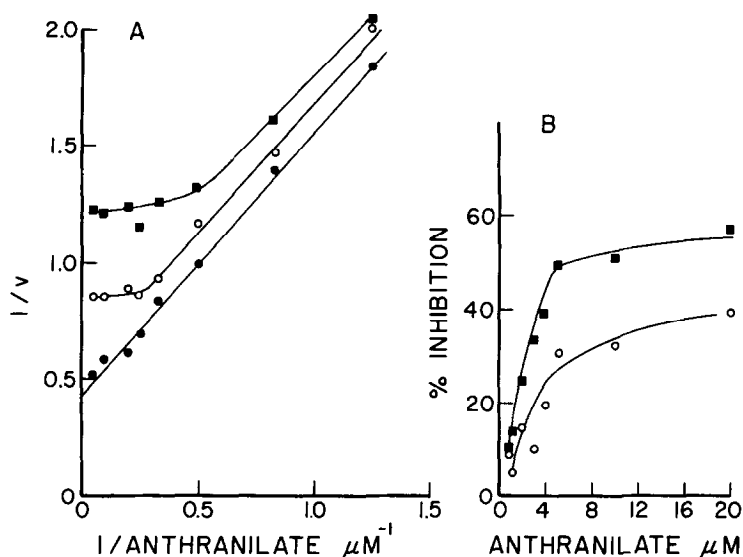 A
2.0
1.5
1.0
0.5
0
1/v
0
0.5
1.0
1.5
1/ANTHRANILATE μM⁻¹
B
60
40
20
0
% INHIBITION
0 4 8 12 16 20
ANTHRANILATE μM